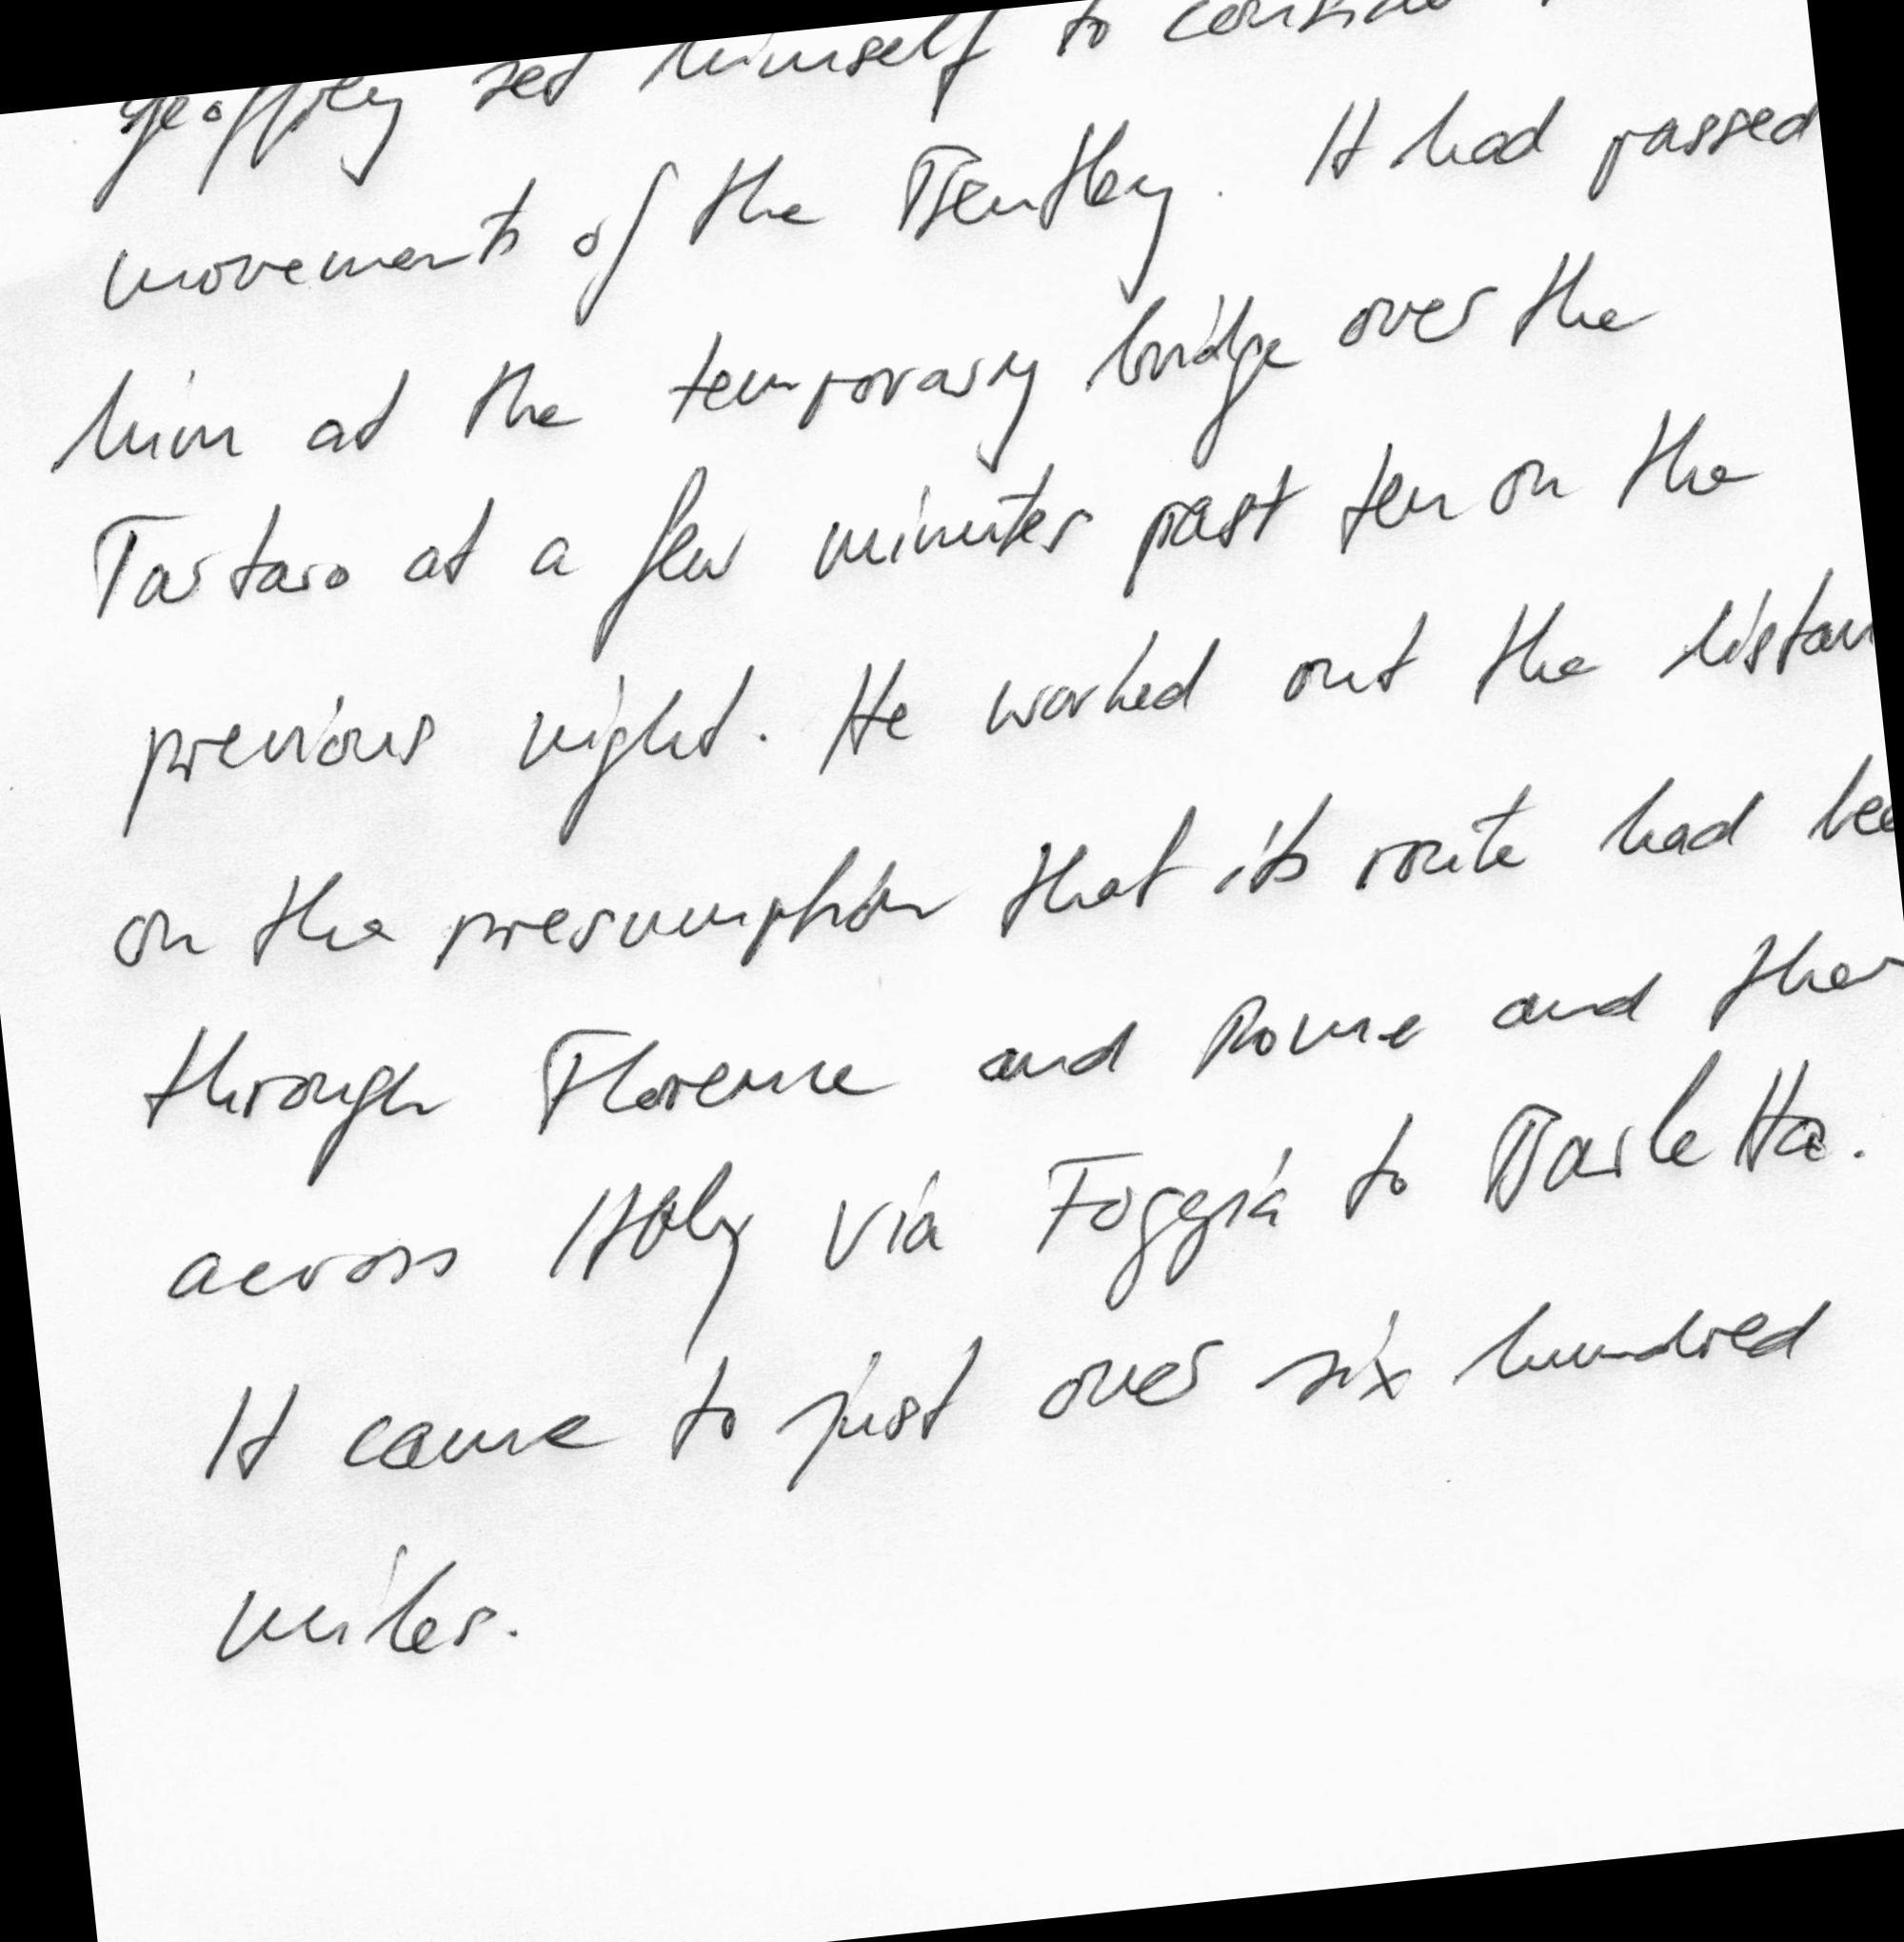 Geoffrey set himself to consider
movements of the Bentley. It had passed
him at the temporary bridge over the
Tartaro at a few minutes past ten on the
previous night. He worked out the distan
on the presumption that its route had bee
through Florence and Rome and then
across Italy via Foggia to Barletta.
It came to just over six hundred
miles.